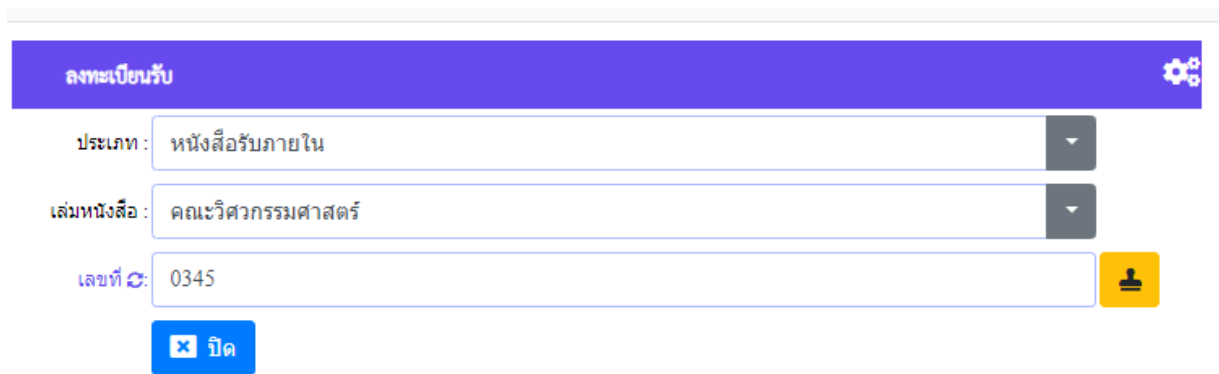 ลงทะเบียนรับ
ประเภท : หนังสือรับภายใน
เล่มหนังสือ : คณะวิศวกรรมศาสตร์
เลขที่ : 0345
ปิด